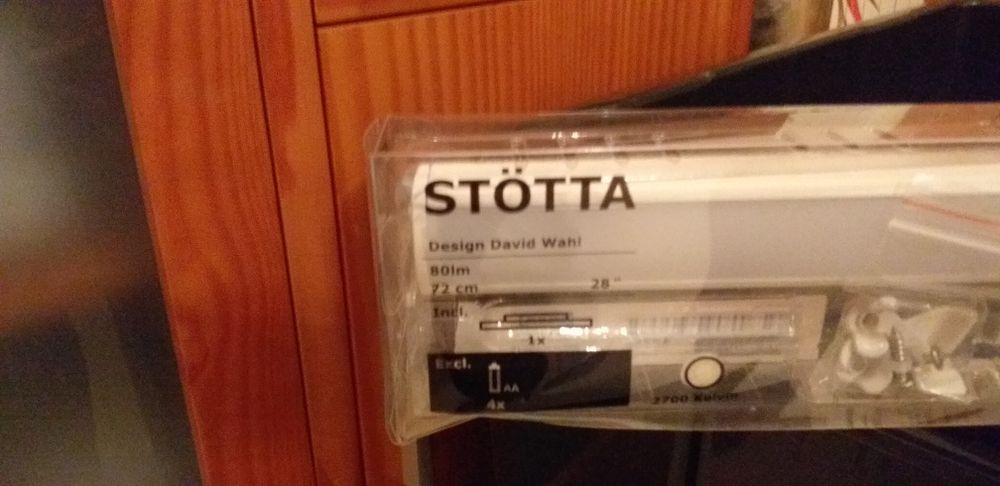 STÖTTA
Design David Wahl
80lm
72 cm 28"
Incl.
1x
Excl.
AA
4x
2700 Kelvin